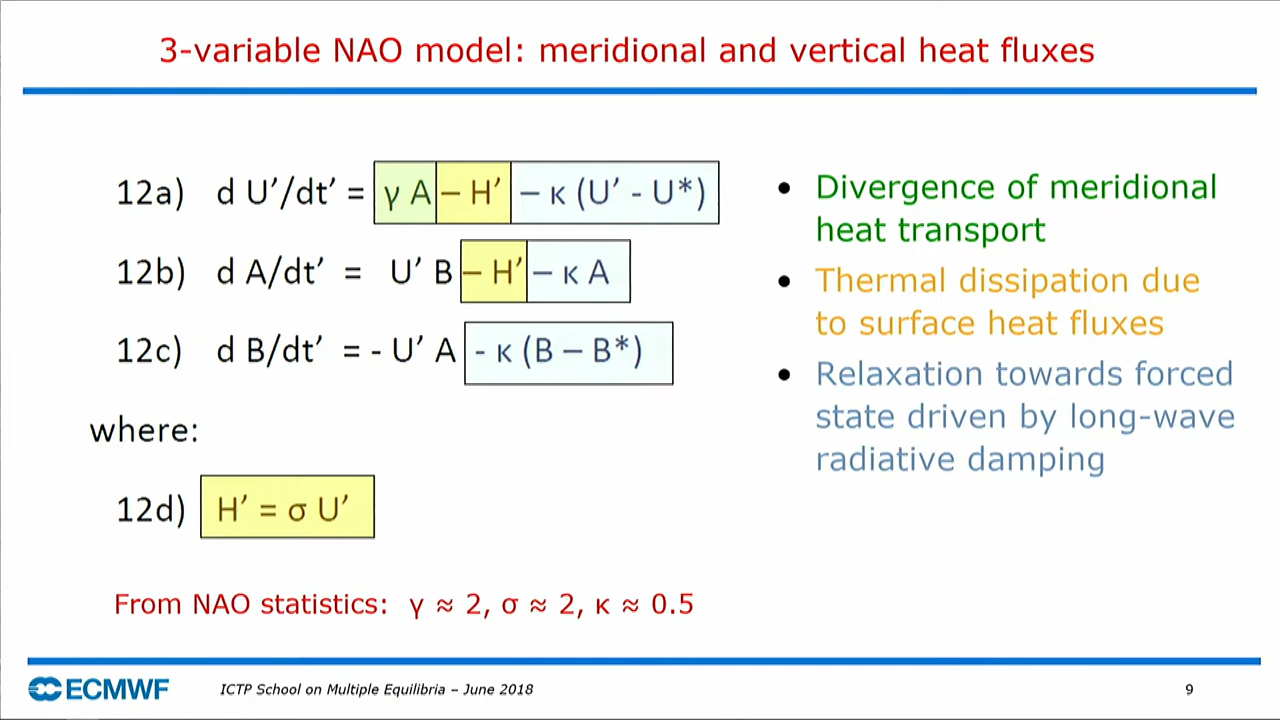 3-variable NAO model: meridional and vertical heat fluxes
12a) d U’/dt’ = γ A – H’ – κ (U’ - U*)
12b) d A/dt’ = U’ B – H’ – κ A
12c) d B/dt’ = - U’ A - κ (B – B*)
where:
12d) H’ = σ U’
From NAO statistics: γ ≈ 2, σ ≈ 2, κ ≈ 0.5
• Divergence of meridional
heat transport
• Thermal dissipation due
to surface heat fluxes
• Relaxation towards forced
state driven by long-wave
radiative damping
ECMWF
ICTP School on Multiple Equilibria – June 2018
9